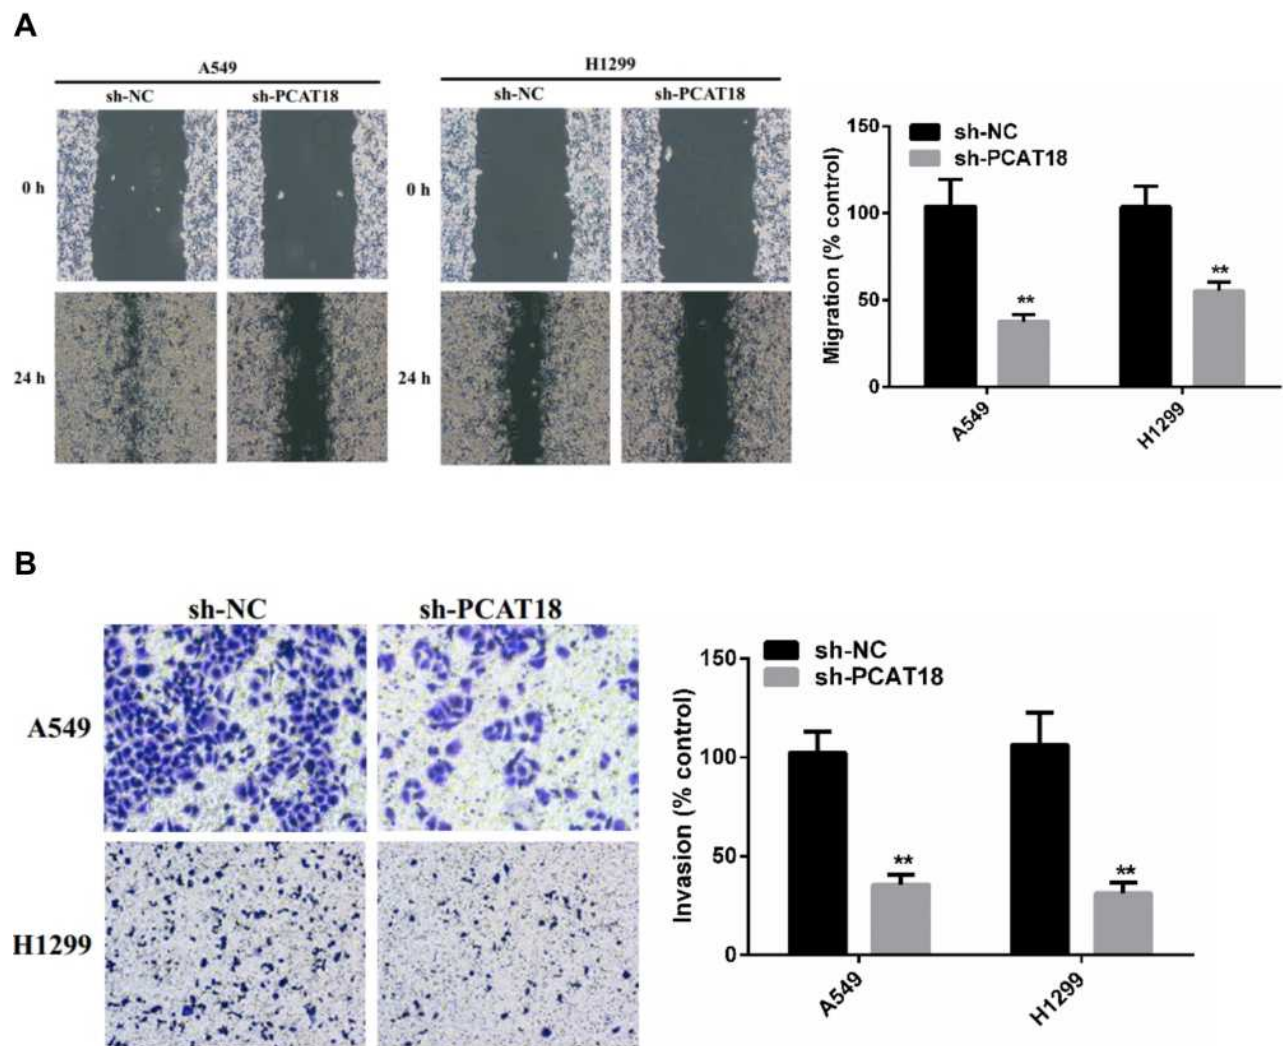 A
A549
H1299
sh-NC sh-PCAT18 sh-NC sh-PCAT18
0 h
0 h
24 h
24 h
150
100
50
0
Migration (% control)
sh-NC
sh-PCAT18
**
**
A549
H1299
B
sh-NC sh-PCAT18
A549
H1299
150
100
50
0
Invasion (% control)
sh-NC
sh-PCAT18
**
**
A549
H1299